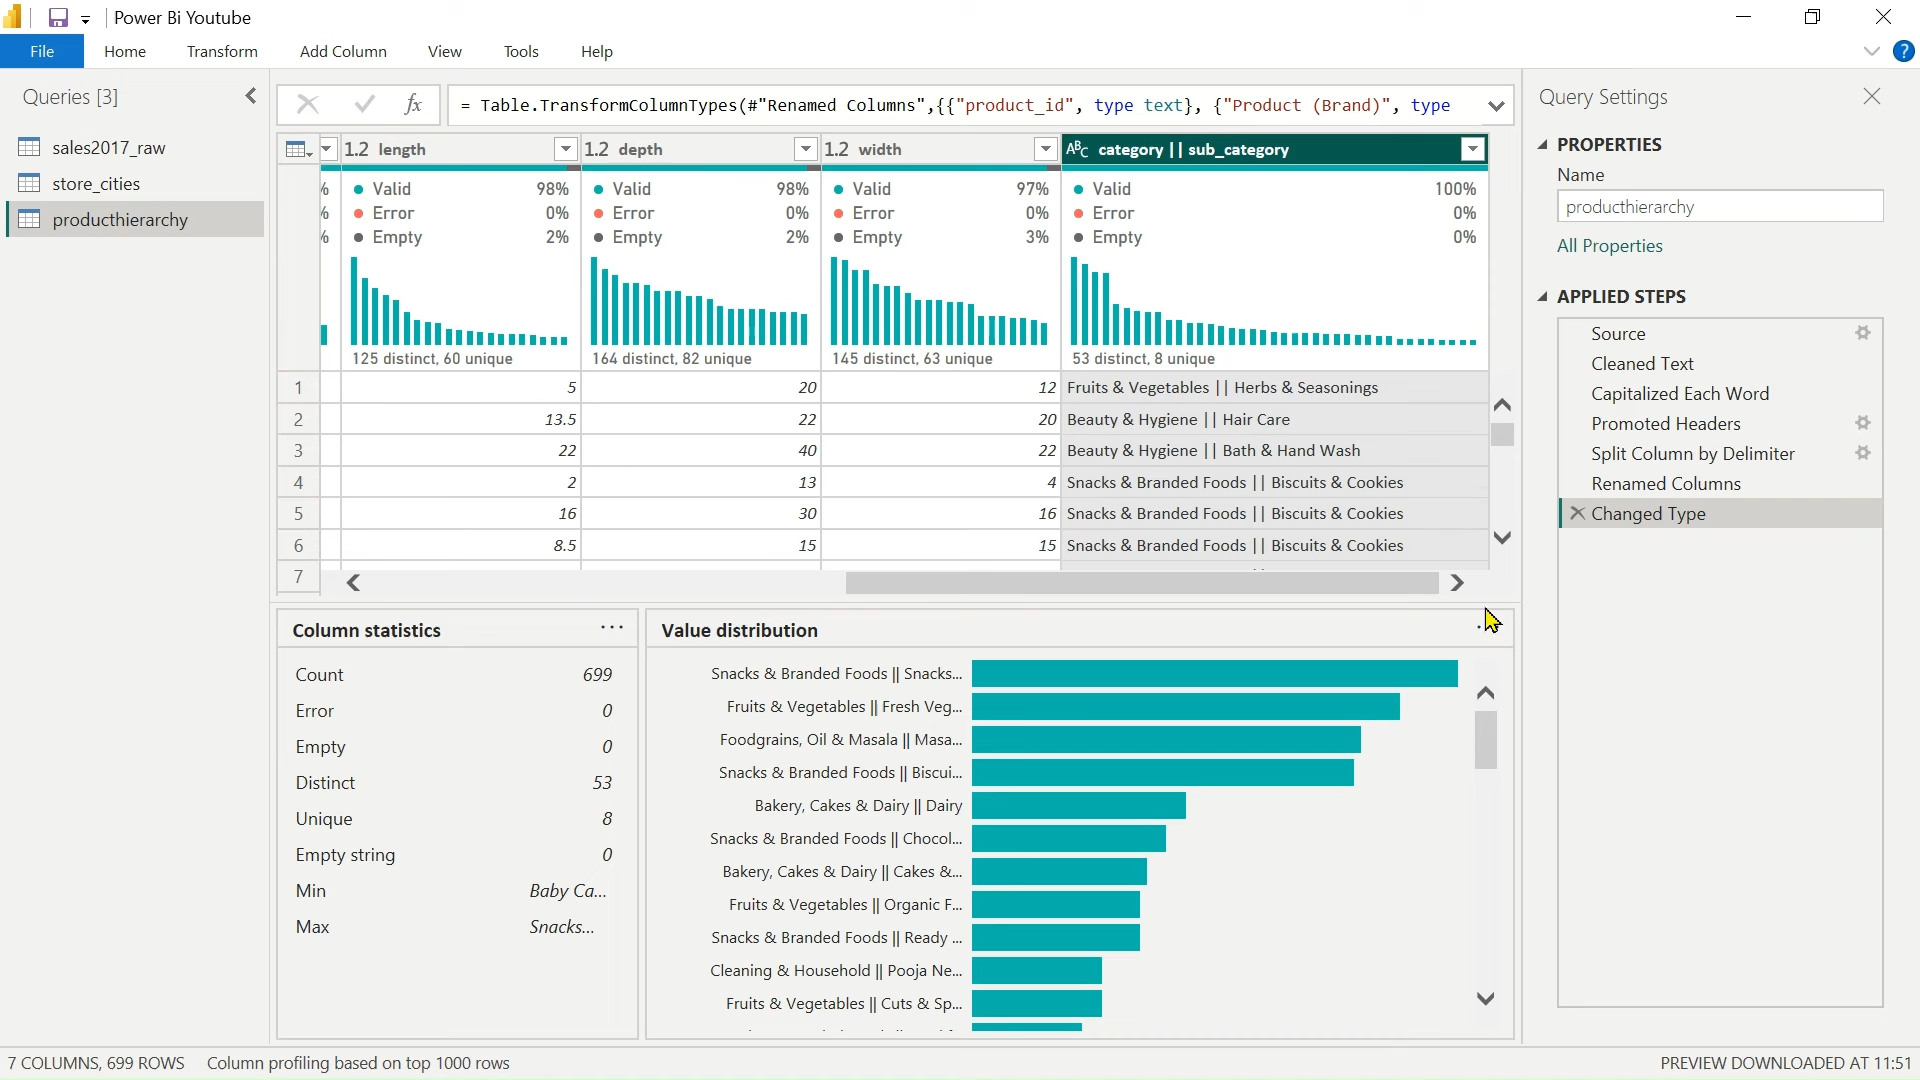 Power Bi Youtube
File Home Transform Add Column View Tools Help ?
Queries [3]
sales2017_raw
store_cities
producthierarchy
fx = Table.TransformColumnTypes(#"Renamed Columns",{{"product_id", type text}, {"Product (Brand)", type
1.2 length 1.2 depth 1.2 width ABC category || sub_category
% Valid 98% Valid 98% Valid 97% Valid 100%
% Error 0% Error 0% Error 0% Error 0%
% Empty 2% Empty 2% Empty 3% Empty 0%
125 distinct, 60 unique 164 distinct, 82 unique 145 distinct, 63 unique 53 distinct, 8 unique
1 5 20 12 Fruits & Vegetables || Herbs & Seasonings
2 13.5 22 20 Beauty & Hygiene || Hair Care
3 22 40 22 Beauty & Hygiene || Bath & Hand Wash
4 2 13 4 Snacks & Branded Foods || Biscuits & Cookies
5 16 30 16 Snacks & Branded Foods || Biscuits & Cookies
6 8.5 15 15 Snacks & Branded Foods || Biscuits & Cookies
7
Column statistics ...
Count 699
Error 0
Empty 0
Distinct 53
Unique 8
Empty string 0
Min Baby Ca...
Max Snacks...
Value distribution
Snacks & Branded Foods || Snacks...
Fruits & Vegetables || Fresh Veg...
Foodgrains, Oil & Masala || Masa...
Snacks & Branded Foods || Biscui...
Bakery, Cakes & Dairy || Dairy
Snacks & Branded Foods || Chocol...
Bakery, Cakes & Dairy || Cakes &...
Fruits & Vegetables || Organic F...
Snacks & Branded Foods || Ready ...
Cleaning & Household || Pooja Ne...
Fruits & Vegetables || Cuts & Sp...
Query Settings
PROPERTIES
Name
producthierarchy
All Properties
APPLIED STEPS
Source
Cleaned Text
Capitalized Each Word
Promoted Headers
Split Column by Delimiter
Renamed Columns
Changed Type
7 COLUMNS, 699 ROWS Column profiling based on top 1000 rows PREVIEW DOWNLOADED AT 11:51